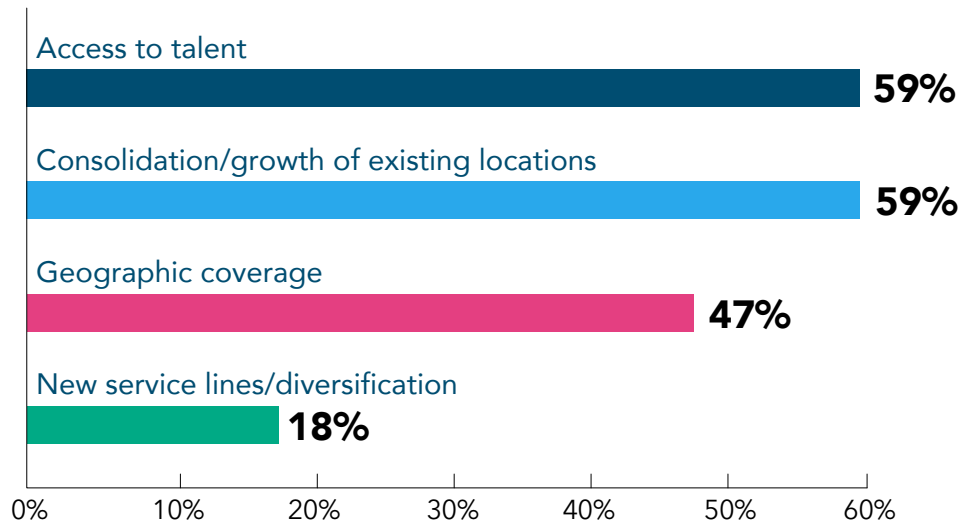 Access to talent
59%
Consolidation/growth of existing locations
59%
Geographic coverage
47%
New service lines/diversification
18%
0% 10% 20% 30% 40% 50% 60%